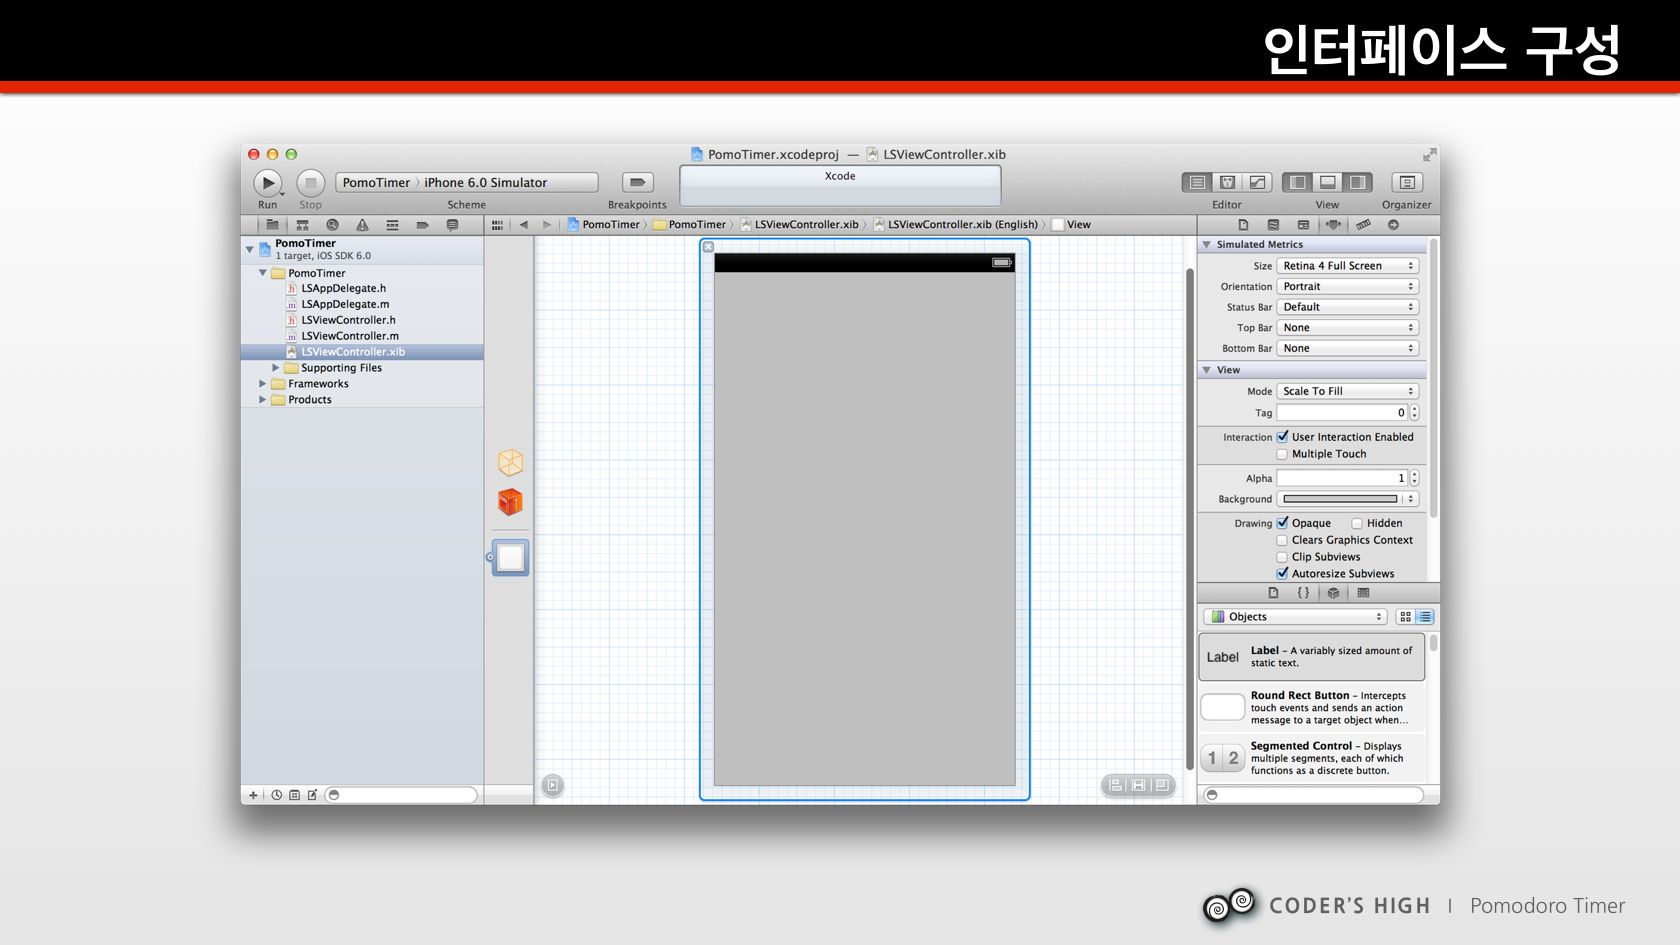 인터페이스 구성
PomoTimer.xcodeproj — LSViewController.xib
PomoTimer 〉 iPhone 6.0 Simulator
Xcode
Run
Stop
Scheme
Breakpoints
Editor
View
Organizer
PomoTimer 〉 PomoTimer 〉 LSViewController.xib 〉 LSViewController.xib (English) 〉 View
PomoTimer
1 target, iOS SDK 6.0
PomoTimer
LSAppDelegate.h
LSAppDelegate.m
LSViewController.h
LSViewController.m
LSViewController.xib
Supporting Files
Frameworks
Products
Simulated Metrics
Size Retina 4 Full Screen
Orientation Portrait
Status Bar Default
Top Bar None
Bottom Bar None
View
Mode Scale To Fill
Tag 0
Interaction User Interaction Enabled
Multiple Touch
Alpha 1
Background
Drawing Opaque Hidden
Clears Graphics Context
Clip Subviews
Autoresize Subviews
{ }
Objects
Label
Label – A variably sized amount of
static text.
Round Rect Button – Intercepts
touch events and sends an action
message to a target object when...
1 2
Segmented Control – Displays
multiple segments, each of which
functions as a discrete button.
CODER'S HIGH | Pomodoro Timer